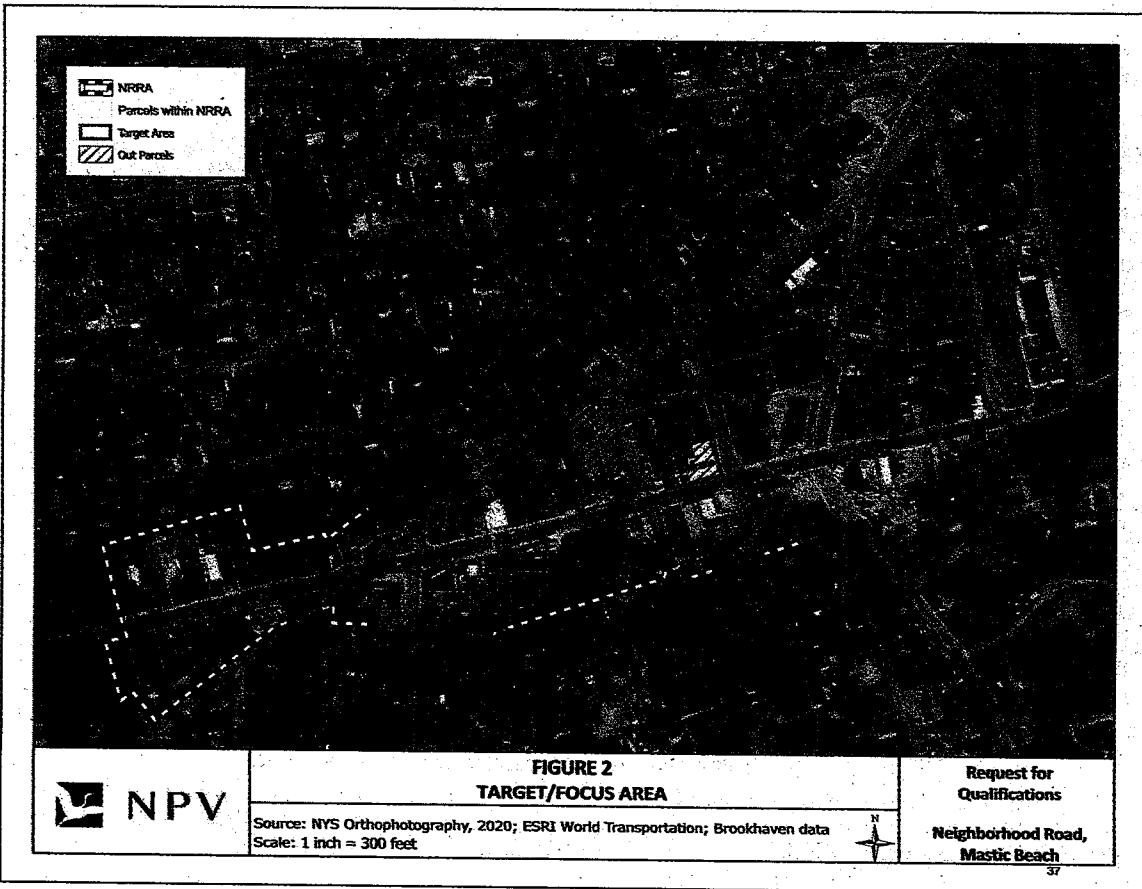 NRRA
Parcels within NRRA
Target Area
Out Parcels
NPV
FIGURE 2
TARGET/FOCUS AREA
Source: NYS Orthophotography, 2020; ESRI World Transportation; Brookhaven data
Scale: 1 inch = 300 feet
N
Request for
Qualifications
Neighborhood Road,
Mastic Beach
37